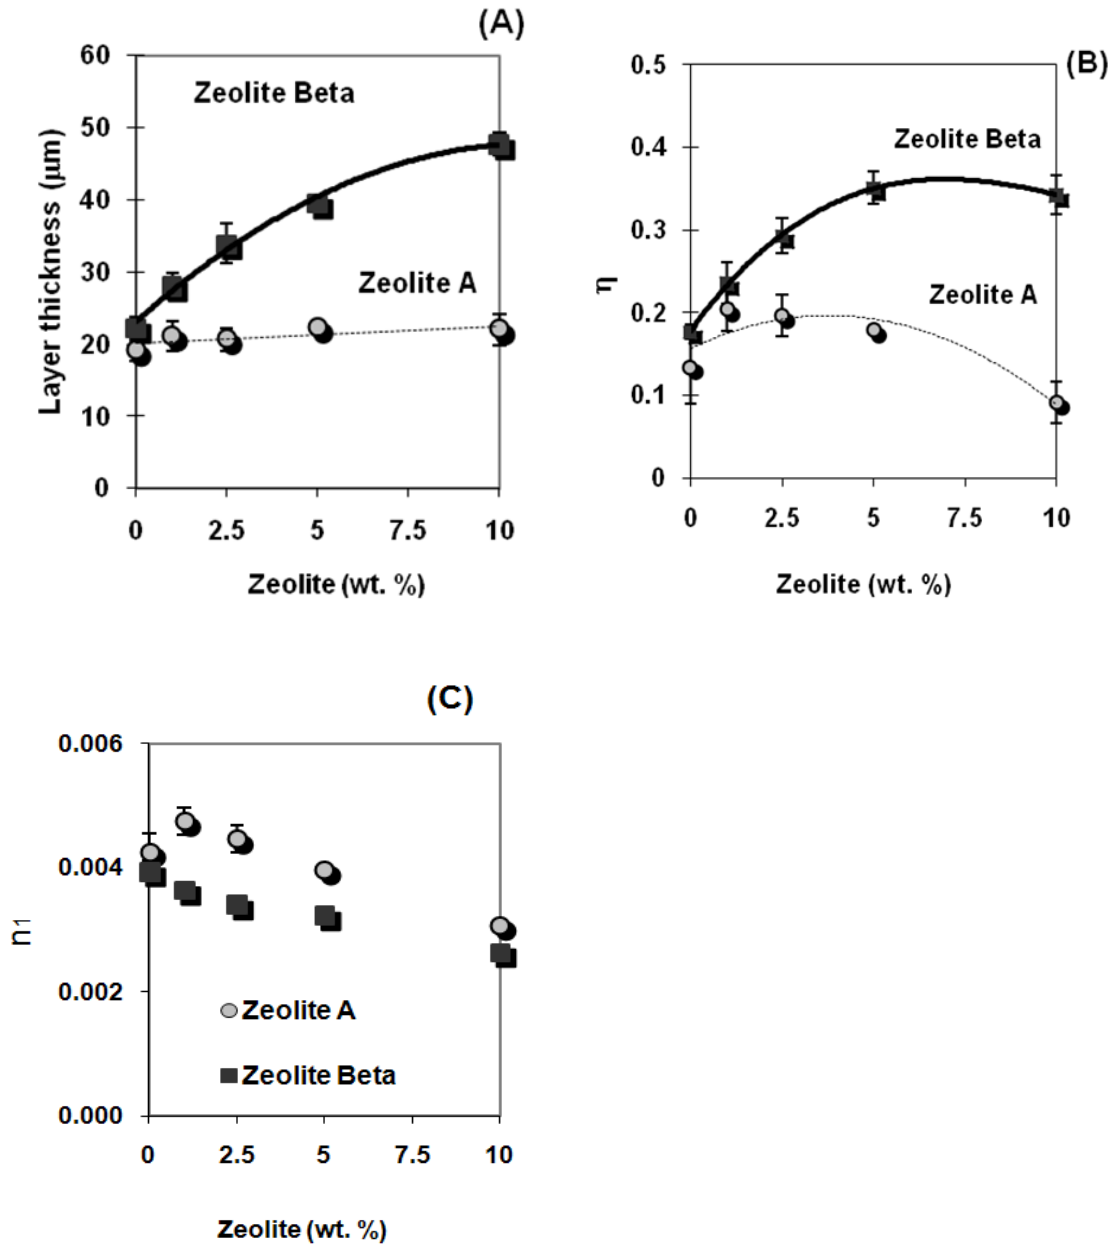 (A)
60
50
40
30
20
10
0
Layer thickness (μm)
Zeolite Beta
Zeolite A
0 2.5 5 7.5 10
Zeolite (wt. %)
(B)
0.5
0.4
0.3
0.2
0.1
0
η
Zeolite Beta
Zeolite A
0 2.5 5 7.5 10
Zeolite (wt. %)
(C)
0.006
0.004
0.002
0.000
n1
Zeolite A
Zeolite Beta
0 2.5 5 7.5 10
Zeolite (wt. %)